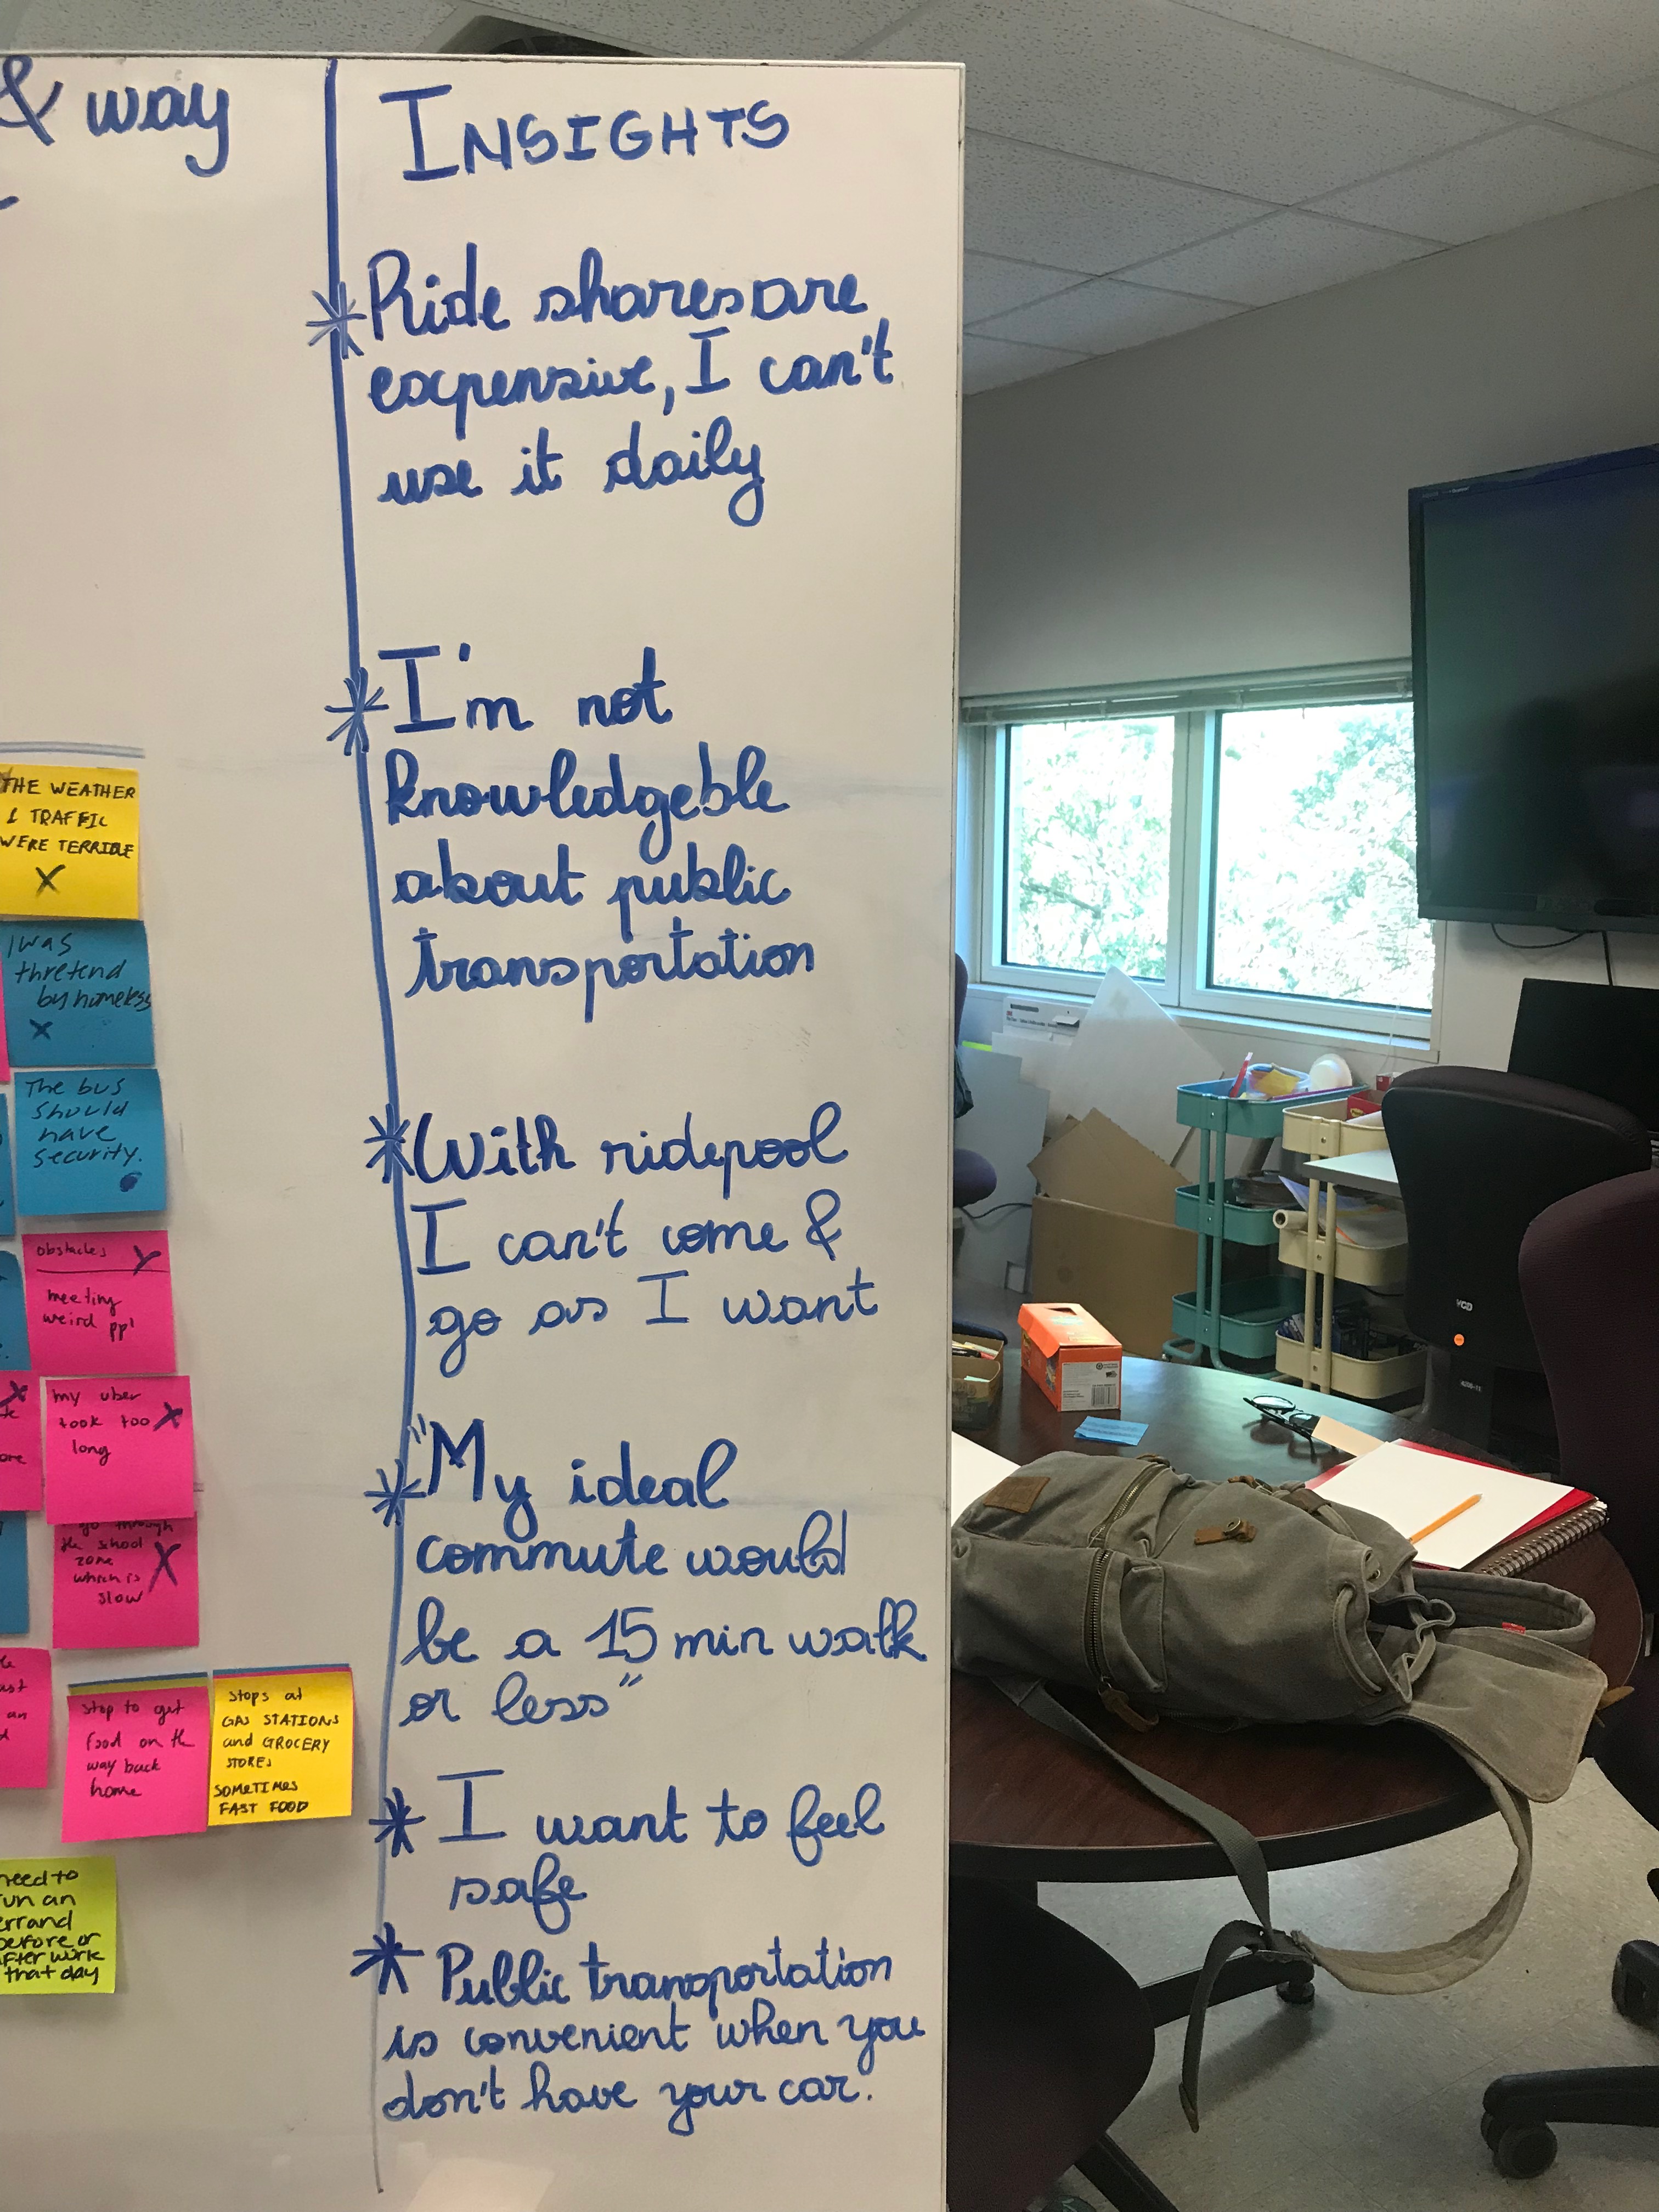 & way
INSIGHTS
* Ride shares are
expensive, I can't
use it daily
* I'm not
knowledgeble
about public
transportation
* With ridepool
I can't come &
go as I want
* "My ideal
commute would
be a 15 min walk
or less"
* I want to feel
safe
* Public transportation
is convenient when you
don't have your car.
THE WEATHER
& TRAFFIC
WERE TERRIBLE
X
I was
thretend
by homeless
X
The bus
should
have
security.
obstacles X
meeting
weird ppl
my uber
took too X
long
go through
the school
zone
which is X
slow
Stop to get
food on the
way back
home
Stops at
GAS STATIONS
and GROCERY
STORES
SOMETIMES
FAST FOOD
need to
run an
errand
before or
after work
that day
VCD